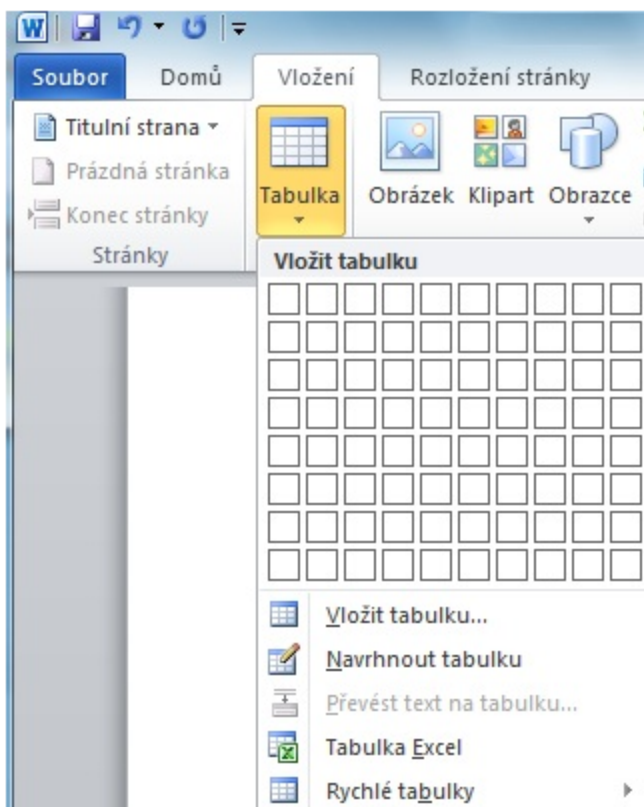 W
Soubor Domů Vložení Rozložení stránky
Titulní strana
Prázdná stránka
Konec stránky
Stránky
Tabulka Obrázek Klipart Obrazce
Vložit tabulku
Vložit tabulku...
Navrhnout tabulku
Převést text na tabulku...
Tabulka Excel
Rychlé tabulky